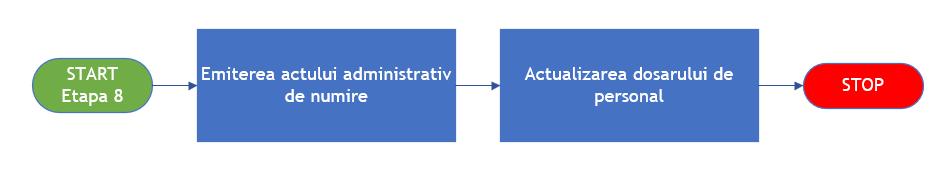 START
Etapa 8
Emiterea actului administrativ
de numire
Actualizarea dosarului de
personal
STOP